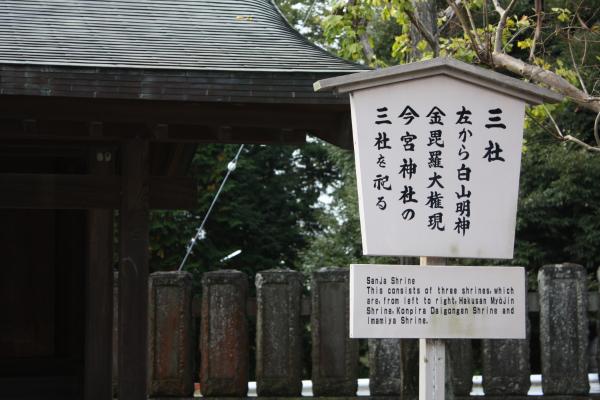 三社
左から白山明神
金毘羅大権現
今宮神社の
三社を祀る
Sanja Shrine
This consists of three shrines, which
are, from left to right, Hakusan Myojin
Shrine, Konpira Daigongen Shrine and
Imamiya Shrine.